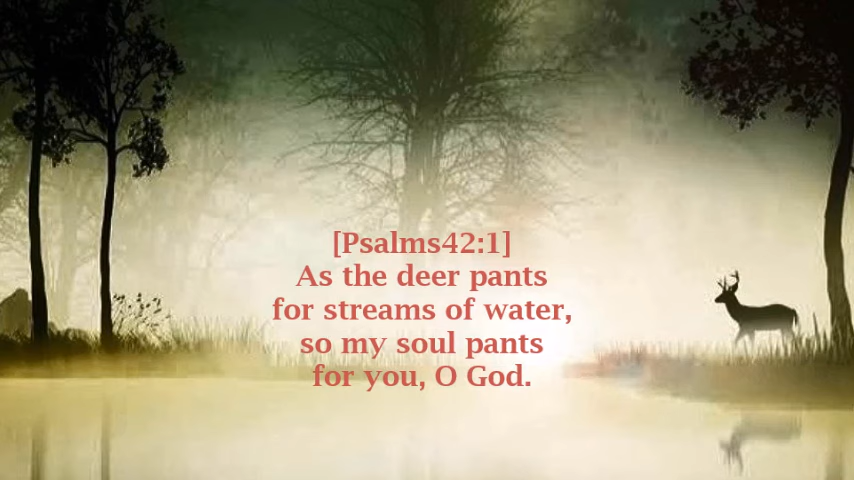 [Psalms42:1]
As the deer pants
for streams of water,
so my soul pants
for you, O God.